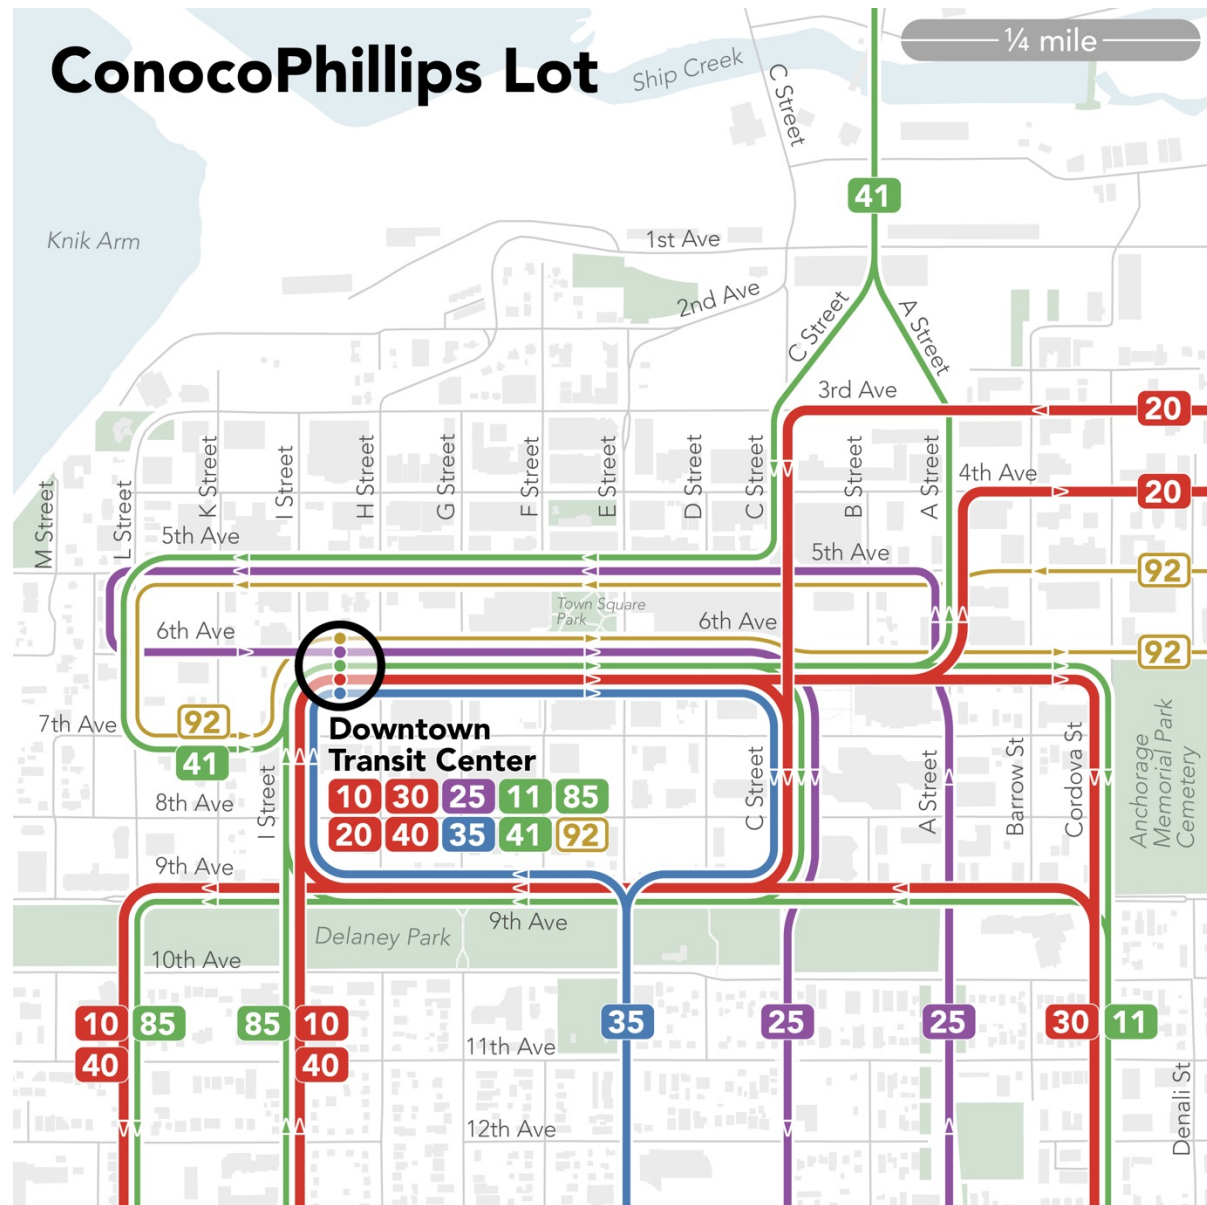 ConocoPhillips Lot
¼ mile
Ship Creek
C Street
41
Knik Arm
1st Ave
2nd Ave
C Street
A Street
3rd Ave
20
4th Ave
20
M Street
L Street
K Street
I Street
H Street
G Street
F Street
E Street
D Street
C Street
B Street
A Street
5th Ave
5th Ave
92
Town Square
Park
6th Ave
6th Ave
92
7th Ave
92
41
Downtown
Transit Center
10 30 25 11 85
20 40 35 41 92
8th Ave
I Street
C Street
A Street
Barrow St
Cordova St
Anchorage
Memorial Park
Cemetery
9th Ave
9th Ave
Delaney Park
10th Ave
10 85 85 10 35 25 25 30 11
40 40
11th Ave
Denali St
12th Ave